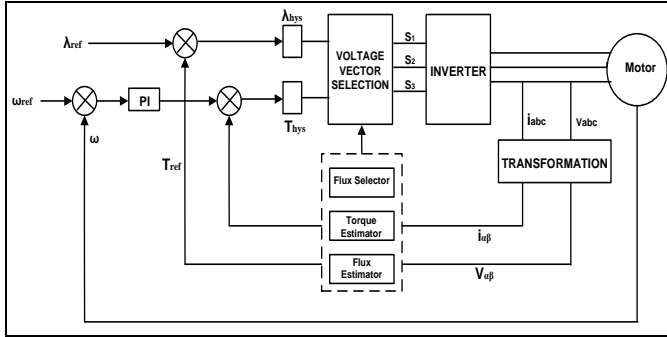 λhys
λref
VOLTAGE
VECTOR
SELECTION
S1
S2
S3
INVERTER
Motor
ωref
PI
Thys
ω
Tref
iabc
Vabc
TRANSFORMATION
Flux Selector
Torque
Estimator
iαβ
Flux
Estimator
Vαβ